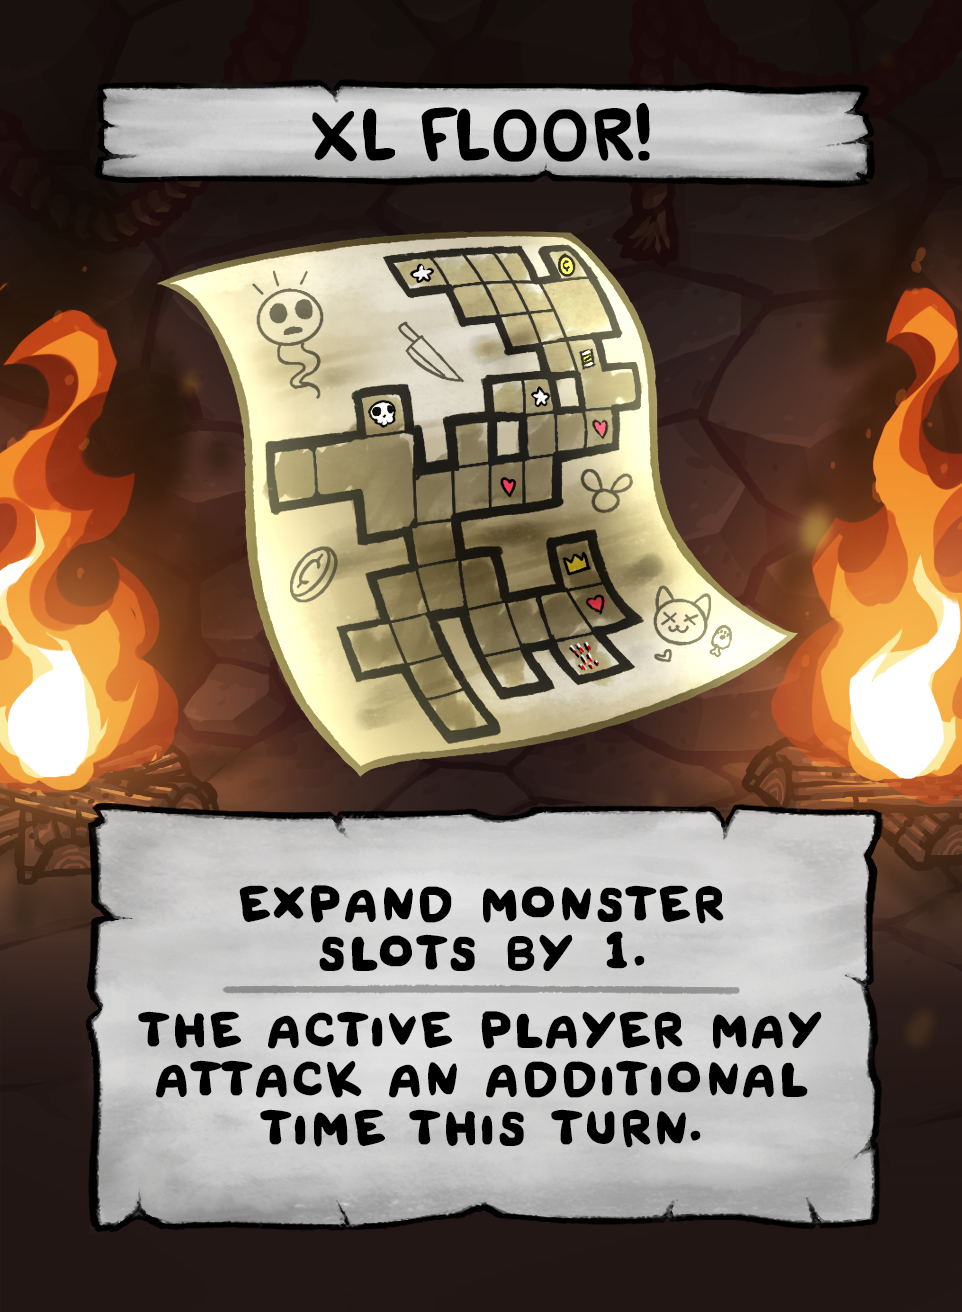 XL FLOOR!
EXPAND MONSTER
SLOTS BY 1.
THE ACTIVE PLAYER MAY
ATTACK AN ADDITIONAL
TIME THIS TURN.